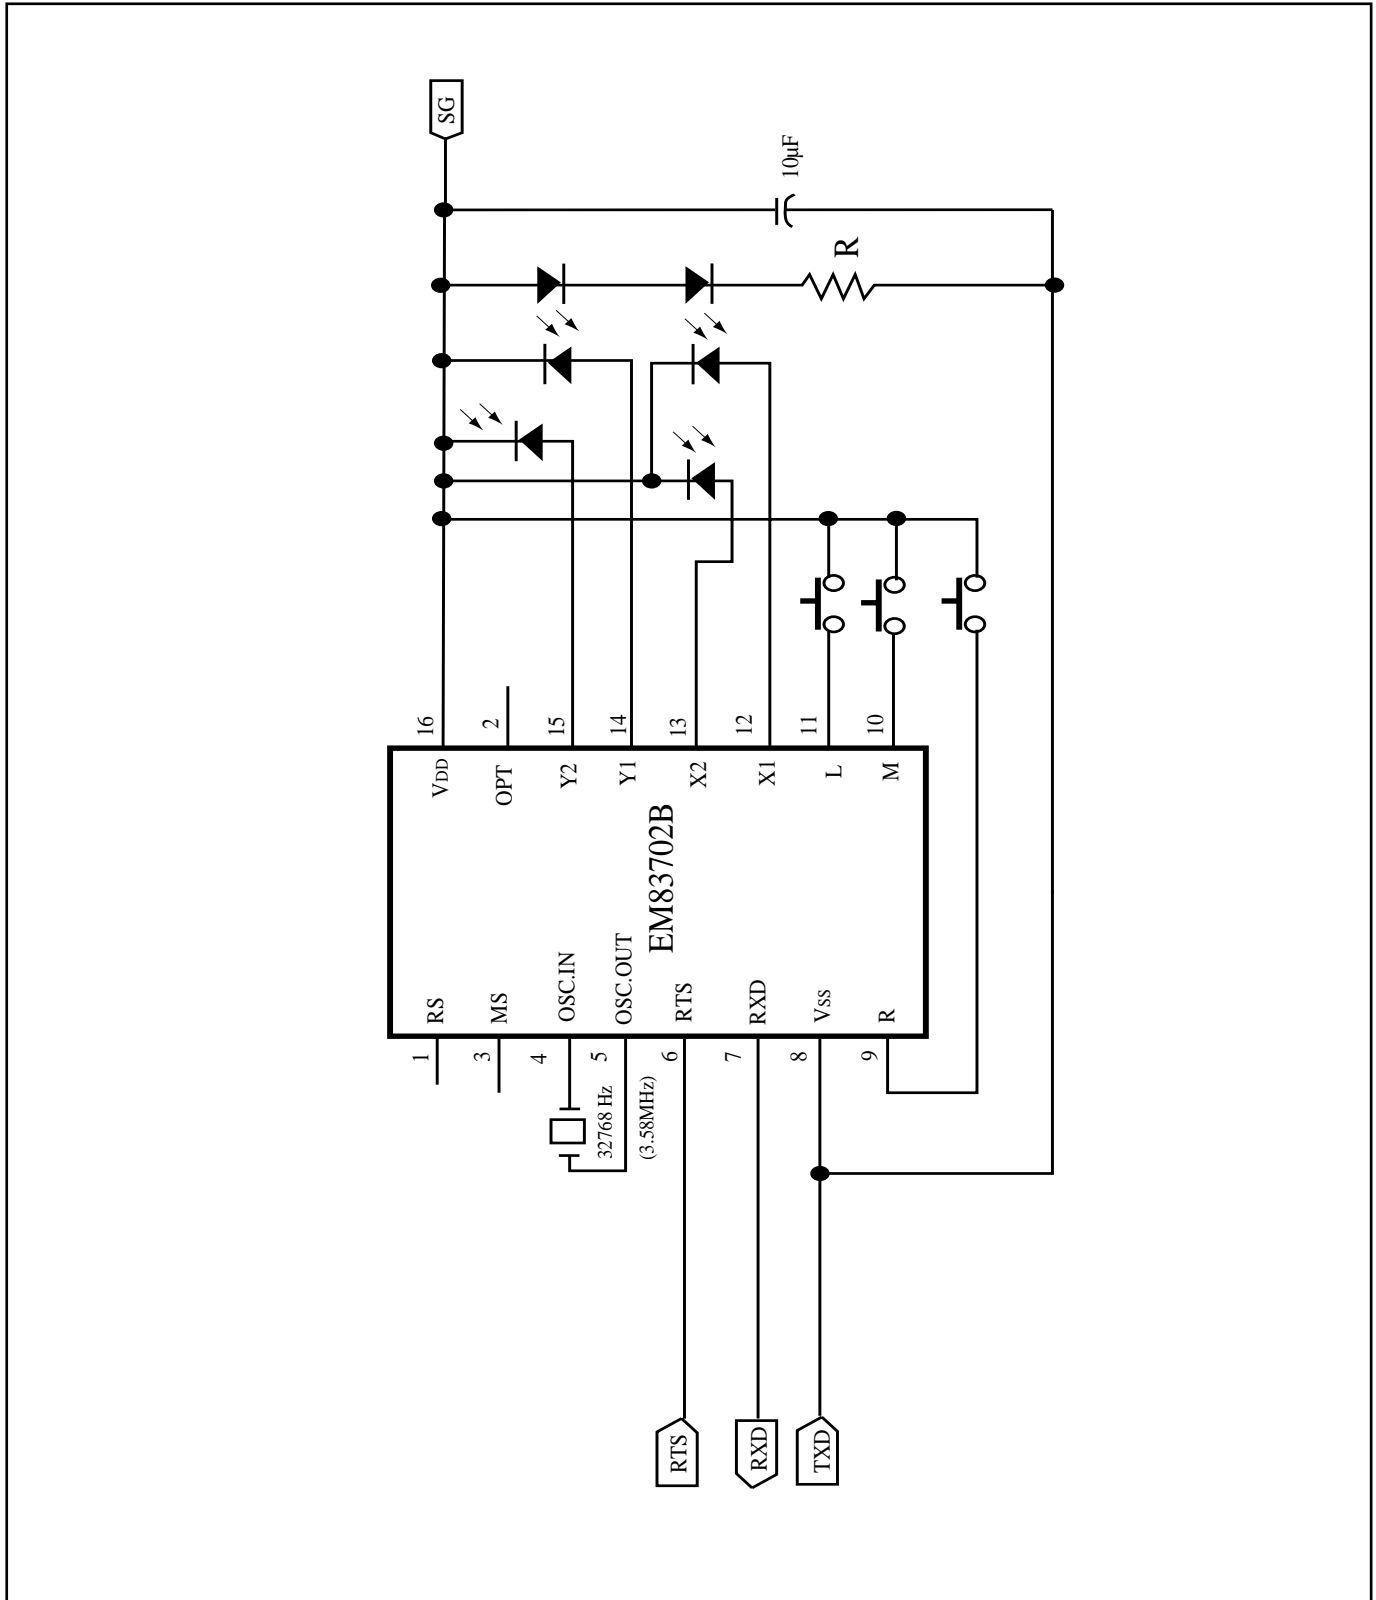 SG
10µF
R
16
2
15
14
13
12
11
10
VDD
OPT
Y2
Y1
X2
X1
L
M
EM83702B
RS
MS
OSC.IN
OSC.OUT
RTS
RXD
VSS
R
1
3
4
5
6
7
8
9
32768 Hz
(3.58MHz)
RTS
RXD
TXD